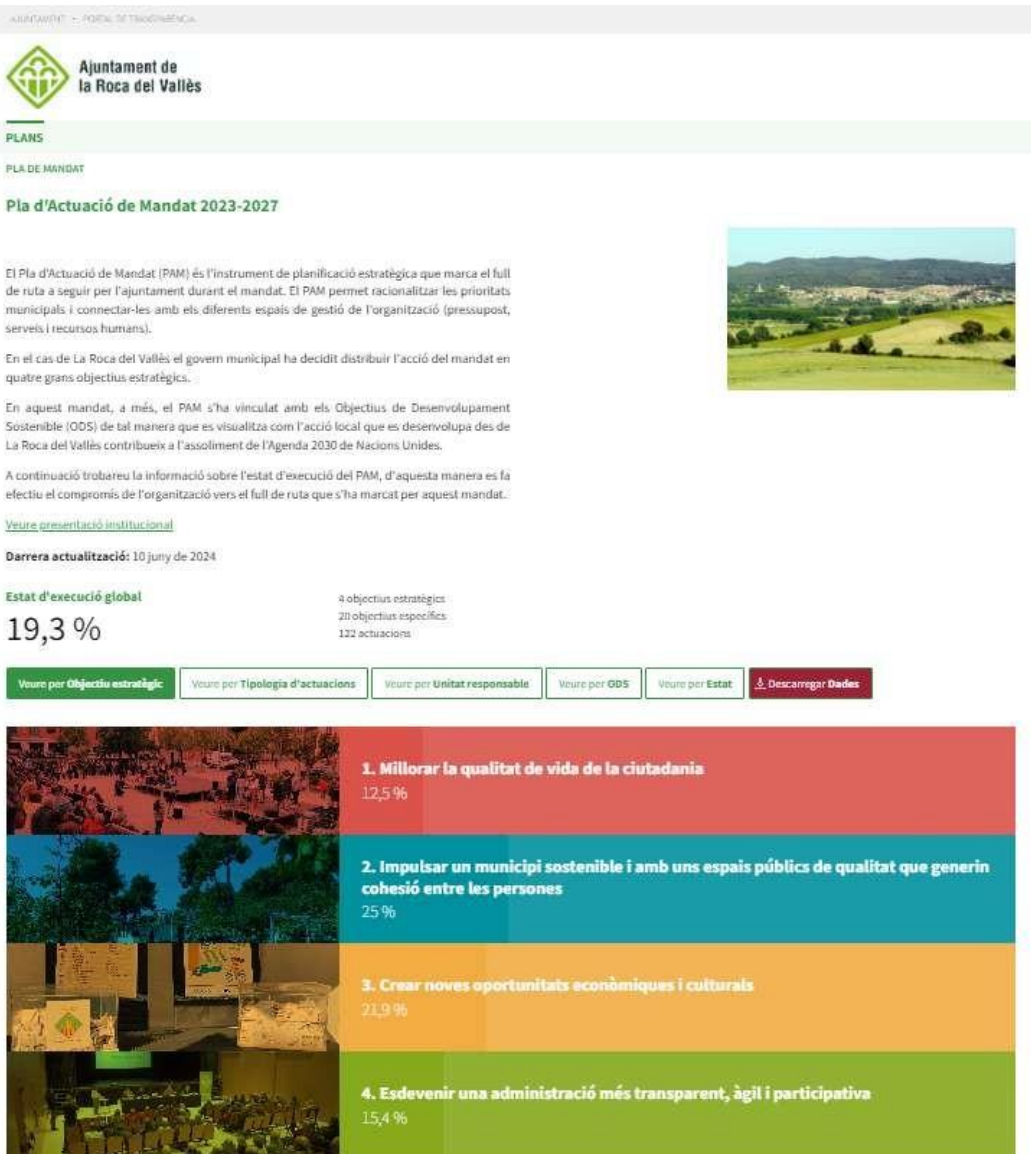 AJUNTAMENT • PORTAL DE TRANSPARÈNCIA
Ajuntament de
la Roca del Vallès
PLANS
PLA DE MANDAT
Pla d'Actuació de Mandat 2023-2027
El Pla d'Actuació de Mandat (PAM) és l'instrument de planificació estratègica que marca el full
de ruta a seguir per l'ajuntament durant el mandat. El PAM permet racionalitzar les prioritats
municipals i connectar-les amb els diferents espais de gestió de l'organització (pressupost,
serveis i recursos humans).
En el cas de La Roca del Vallès el govern municipal ha decidit distribuir l'acció del mandat en
quatre grans objectius estratègics.
En aquest mandat, a més, el PAM s'ha vinculat amb els Objectius de Desenvolupament
Sostenible (ODS) de tal manera que es visualitza com l'acció local que es desenvolupa des de
La Roca del Vallès contribueix a l'assoliment de l'Agenda 2030 de Nacions Unides.
A continuació trobareu la informació sobre l'estat d'execució del PAM, d'aquesta manera es fa
efectiu el compromís de l'organització vers el full de ruta que s'ha marcat per aquest mandat.
Veure presentació institucional
Darrera actualització: 10 juny de 2024
Estat d'execució global
19,3 %
4 objectius estratègics
20 objectius específics
122 actuacions
Veure per Objectiu estratègic
Veure per Tipologia d'actuacions
Veure per Unitat responsable
Veure per ODS
Veure per Estat
Descarregar Dades
1. Millorar la qualitat de vida de la ciutadania
12,5 %
2. Impulsar un municipi sostenible i amb uns espais públics de qualitat que generin
cohesió entre les persones
25 %
3. Crear noves oportunitats econòmiques i culturals
21,9 %
4. Esdevenir una administració més transparent, àgil i participativa
15,4 %